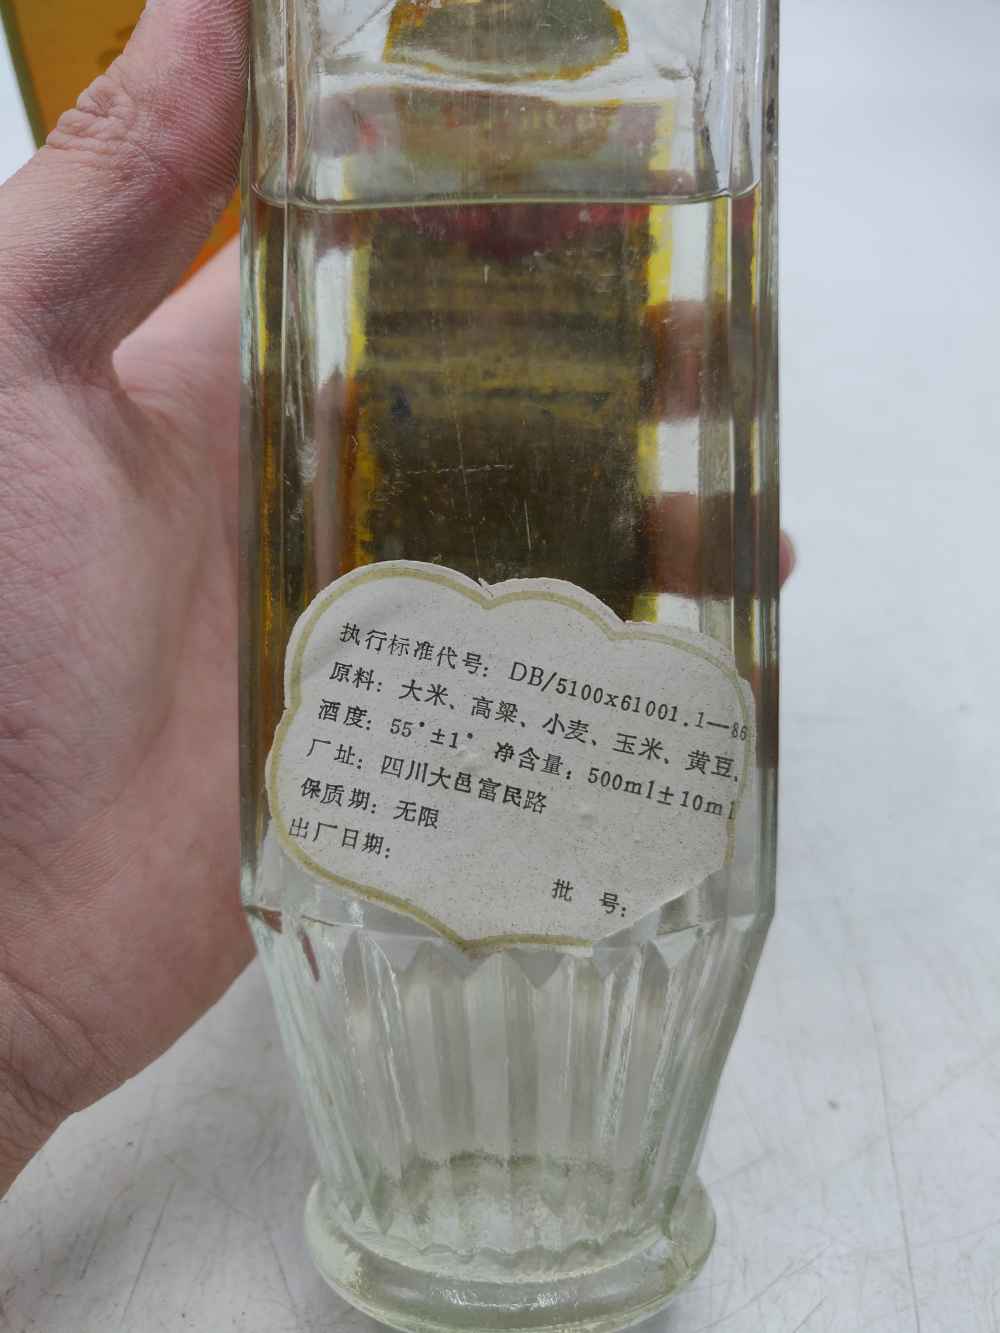 执行标准代号：DB/5100x61001.1—86
原料：大米、高粱、小麦、玉米、黄豆、
酒度：55°±1° 净含量：500ml±10ml
厂址：四川大邑富民路
保质期：无限
出厂日期：
批 号：